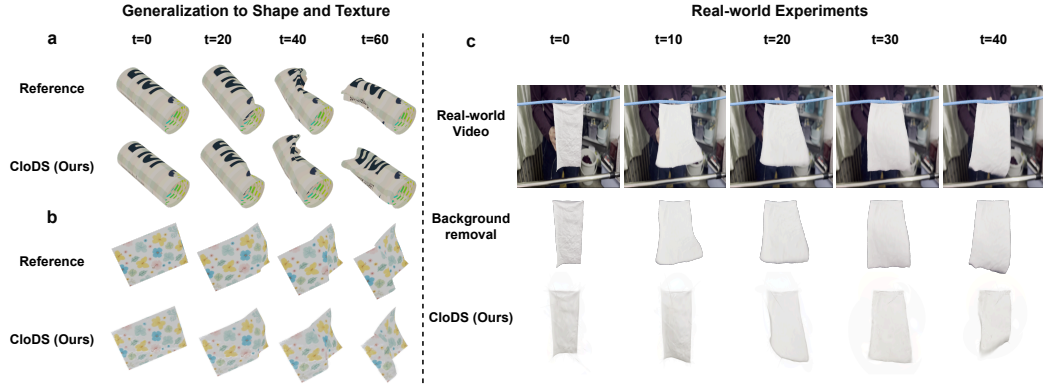 Generalization to Shape and Texture
a
t=0 t=20 t=40 t=60
Reference
CloDS (Ours)
b
Reference
CloDS (Ours)
Real-world Experiments
c
t=0 t=10 t=20 t=30 t=40
Real-world
Video
Background
removal
CloDS (Ours)